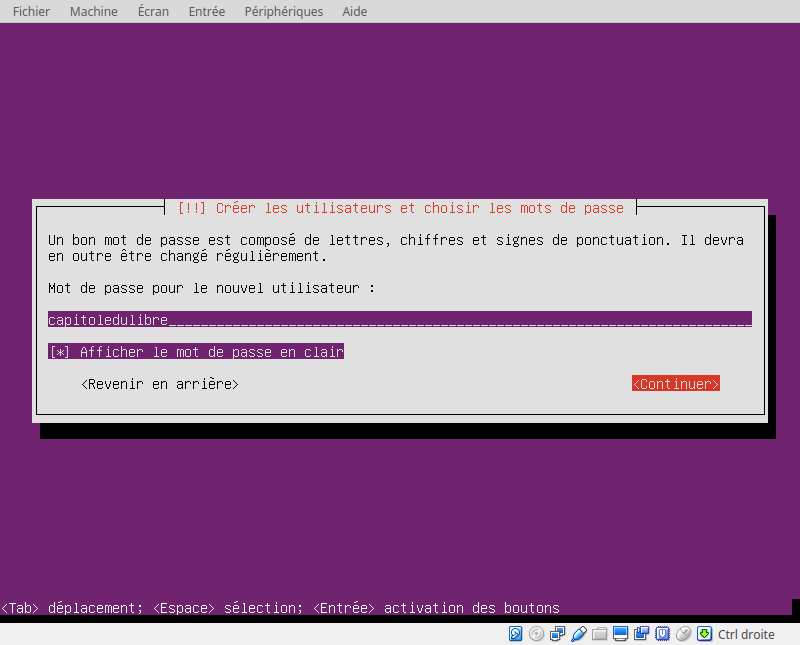 Fichier Machine Écran Entrée Périphériques Aide
[!!] Créer les utilisateurs et choisir les mots de passe
Un bon mot de passe est composé de lettres, chiffres et signes de ponctuation. Il devra
en outre être changé régulièrement.
Mot de passe pour le nouvel utilisateur :
capitoledulibre
[*] Afficher le mot de passe en clair
<Revenir en arrière> <Continuer>
<Tab> déplacement; <Espace> sélection; <Entrée> activation des boutons
Ctrl droite